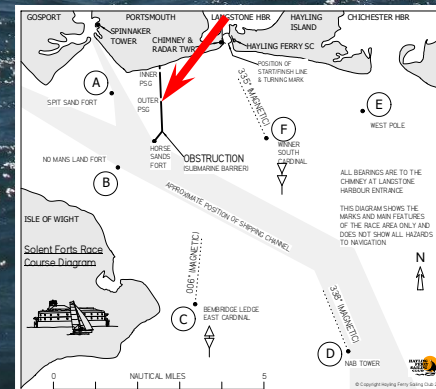 GOSPORT
PORTSMOUTH
LANGSTONE HBR
HAYLING
ISLAND
CHICHESTER HBR
SPINNAKER
TOWER
CHIMNEY &
RADAR TWR
HAYLING FERRY SC
POSITION OF
START/FINISH LINE
& TURNING MARK
INNER
PSG
A
SPIT SAND FORT
OUTER
PSG
335° (MAGNETIC)
E
WEST POLE
F
WINNER
SOUTH
CARDINAL
HORSE
SANDS
FORT
OBSTRUCTION
(SUBMARINE BARRIER)
NO MANS LAND FORT
B
APPROXIMATE POSITION OF SHIPPING CHANNEL
ALL BEARINGS ARE TO THE
CHIMNEY AT LANGSTONE
HARBOUR ENTRANCE
THIS DIAGRAM SHOWS THE
MARKS AND MAIN FEATURES
OF THE RACE AREA ONLY AND
DOES NOT SHOW ALL HAZARDS
TO NAVIGATION
ISLE OF WIGHT
Solent Forts Race
Course Diagram
006° (MAGNETIC)
N
338° (MAGNETIC)
C
BEMBRIDGE LEDGE
EAST CARDINAL
D
NAB TOWER
0
NAUTICAL MILES
5
HAYLING
FERRY
SAILING
CLUB
© Copyright Hayling Ferry Sailing Club